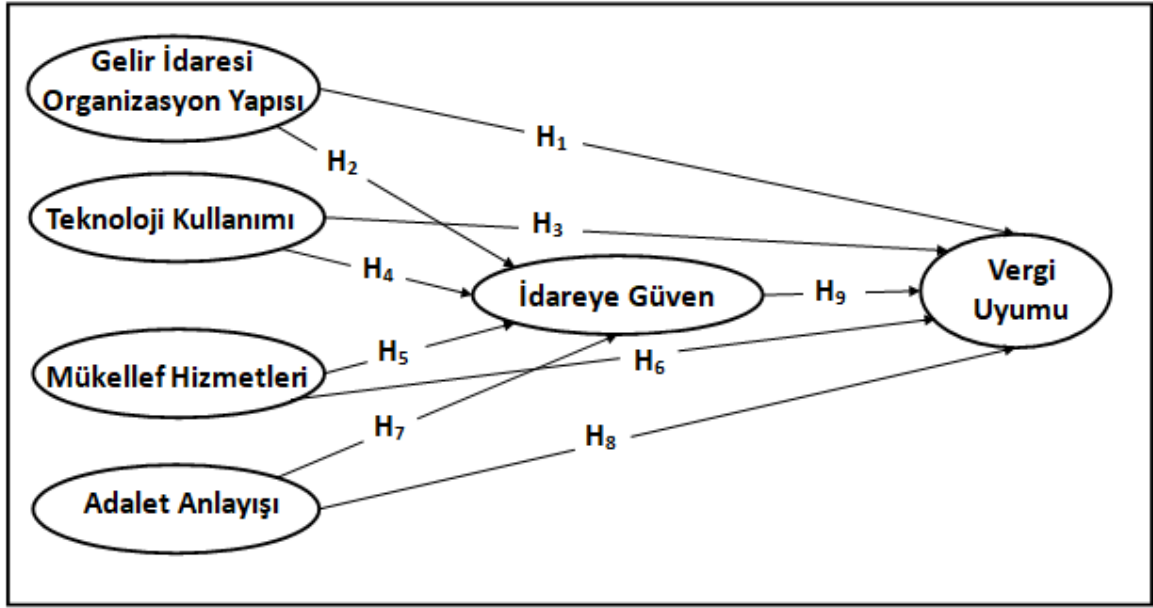 Gelir İdaresi
Organizasyon Yapısı
H₁
H₂
Teknoloji Kullanımı
H₃
H₄
İdareye Güven
H₉
Vergi
Uyumu
Mükellef Hizmetleri
H₅
H₆
H₇
H₈
Adalet Anlayışı